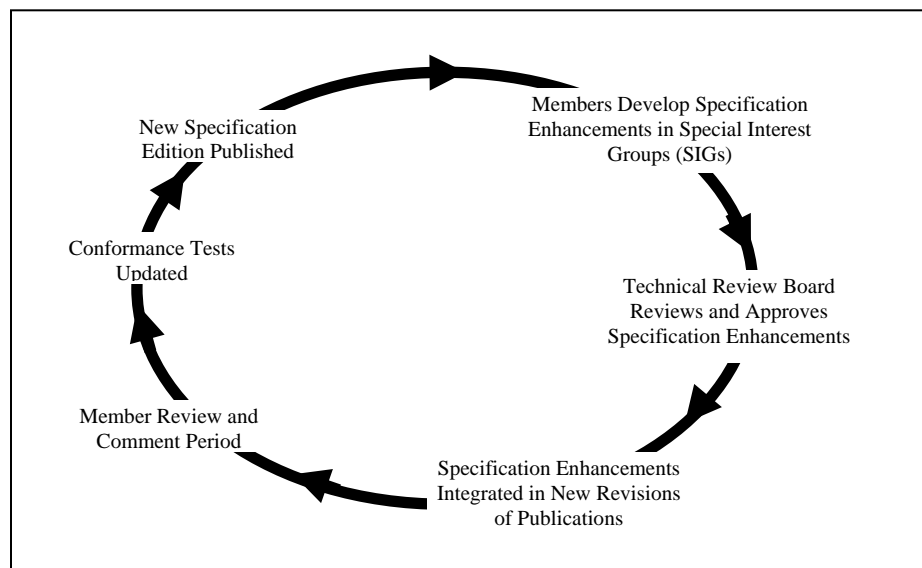 Members Develop Specification
Enhancements in Special Interest
Groups (SIGs)
Technical Review Board
Reviews and Approves
Specification Enhancements
Specification Enhancements
Integrated in New Revisions
of Publications
Member Review and
Comment Period
Conformance Tests
Updated
New Specification
Edition Published